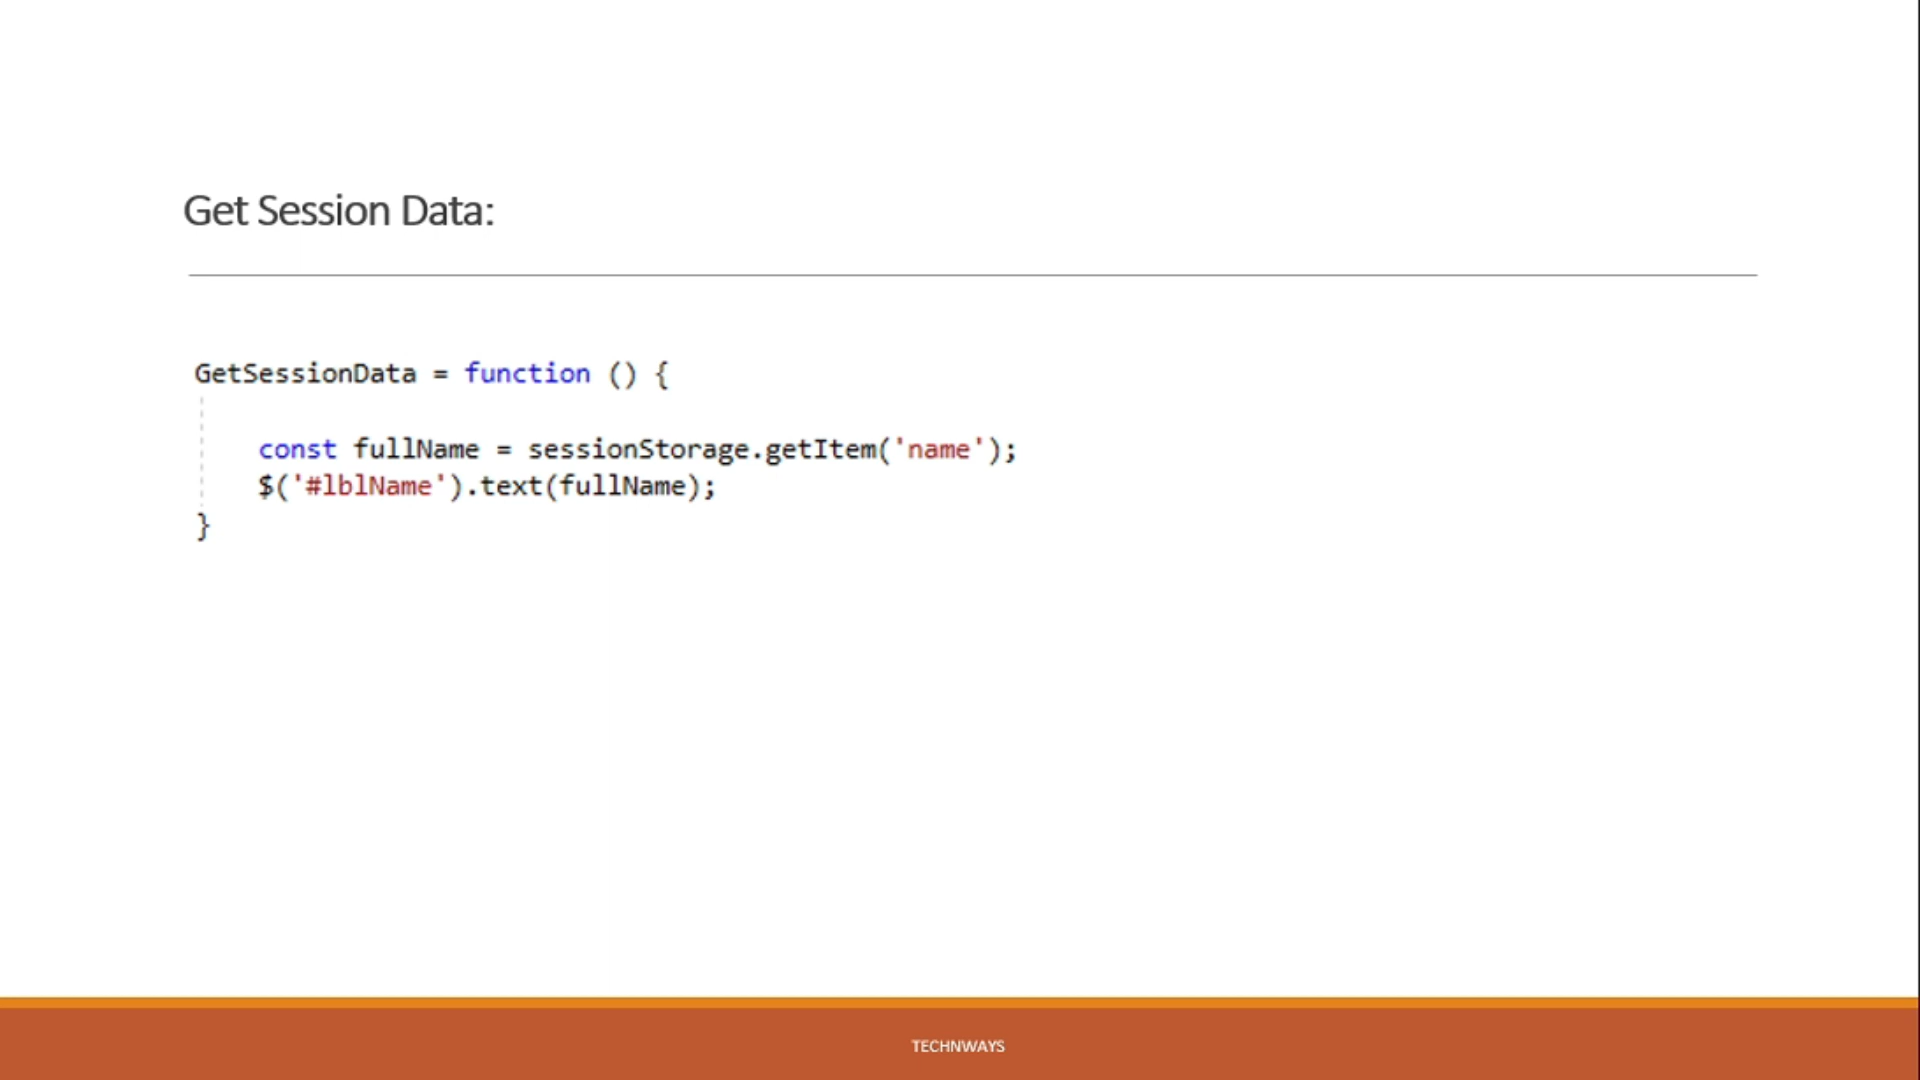 Get Session Data:
GetSessionData = function () {
const fullName = sessionStorage.getItem('name');
$('#lblName').text(fullName);
}
TECHNWAYS